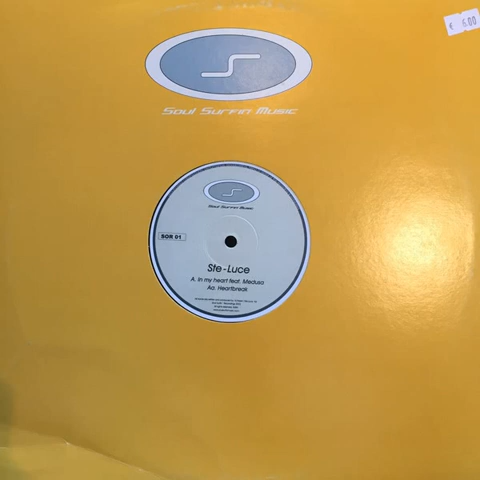 € 6.00
Soul Surfin Music
Soul Surfin Music
SOR 01
Ste-Luce
A. In my heart feat. Medusa
Aa. Heartbreak